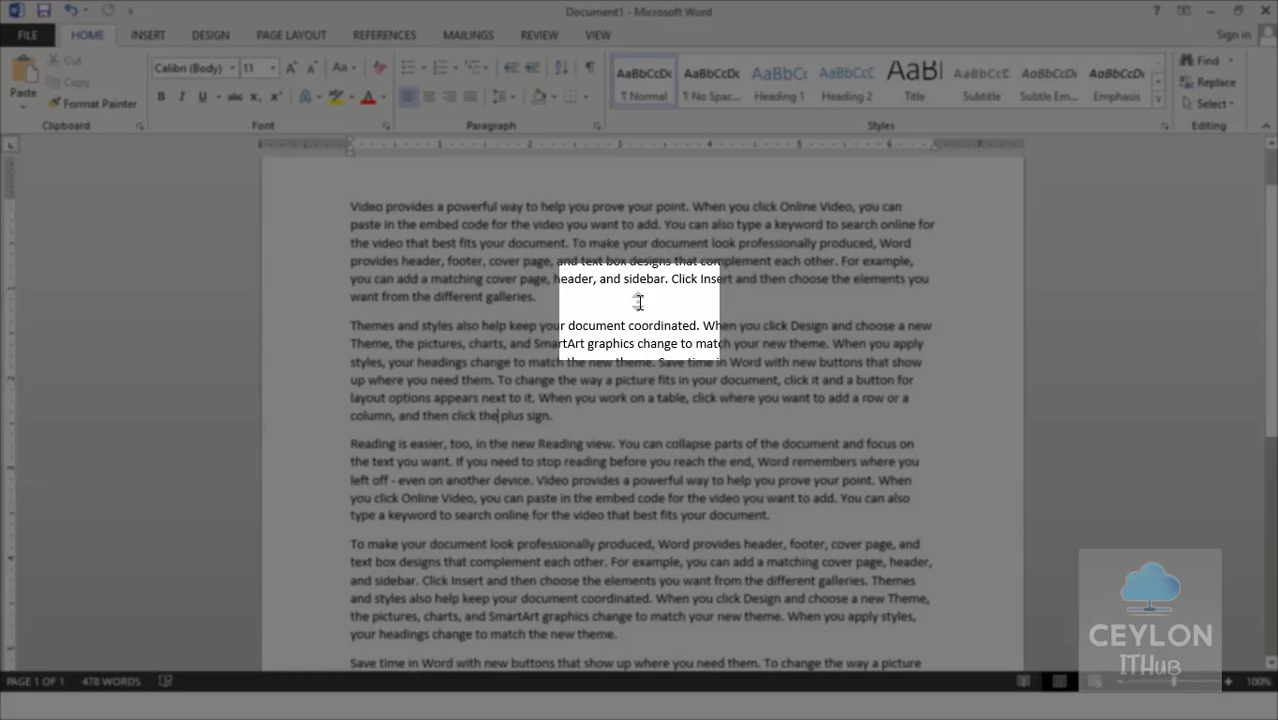 Document1 - Microsoft Word
Sign in
FILE HOME INSERT DESIGN PAGE LAYOUT REFERENCES MAILINGS REVIEW VIEW
Paste
Cut
Copy
Format Painter
Calibri (Body) 11
AaBbCcDc AaBbCcDc AaBbCc AaBbCcC AaBl AaBbCcD AaBbCcDc AaBbCcDc
¶ Normal ¶ No Spac... Heading 1 Heading 2 Title Subtitle Subtle Em... Emphasis
Find
Replace
Select
Clipboard Font Paragraph Styles Editing
Video provides a powerful way to help you prove your point. When you click Online Video, you can
paste in the embed code for the video you want to add. You can also type a keyword to search online for
the video that best fits your document. To make your document look professionally produced, Word
provides header, footer, cover page, and text box designs that complement each other. For example,
you can add a matching cover page, header, and sidebar. Click Insert and then choose the elements you
want from the different galleries.
Themes and styles also help keep your document coordinated. When you click Design and choose a new
Theme, the pictures, charts, and SmartArt graphics change to match your new theme. When you apply
styles, your headings change to match the new theme. Save time in Word with new buttons that show
up where you need them. To change the way a picture fits in your document, click it and a button for
layout options appears next to it. When you work on a table, click where you want to add a row or a
column, and then click the plus sign.
Reading is easier, too, in the new Reading view. You can collapse parts of the document and focus on
the text you want. If you need to stop reading before you reach the end, Word remembers where you
left off - even on another device. Video provides a powerful way to help you prove your point. When
you click Online Video, you can paste in the embed code for the video you want to add. You can also
type a keyword to search online for the video that best fits your document.
To make your document look professionally produced, Word provides header, footer, cover page, and
text box designs that complement each other. For example, you can add a matching cover page, header,
and sidebar. Click Insert and then choose the elements you want from the different galleries. Themes
and styles also help keep your document coordinated. When you click Design and choose a new Theme,
the pictures, charts, and SmartArt graphics change to match your new theme. When you apply styles,
your headings change to match the new theme.
Save time in Word with new buttons that show up where you need them. To change the way a picture
CEYLON
ITHub
PAGE 1 OF 1 478 WORDS 100%